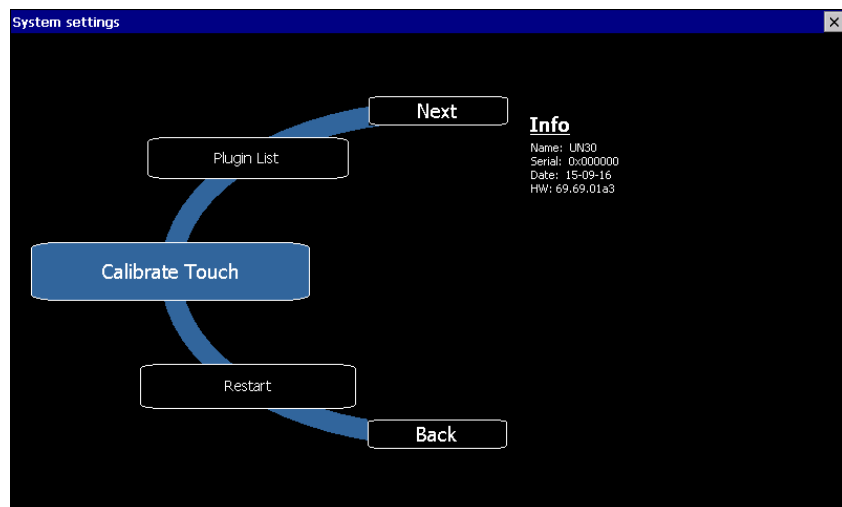 System settings
Next
Info
Plugin List
Name: UN30
Serial: 0x000000
Date: 15-09-16
HW: 69.69.01a3
Calibrate Touch
Restart
Back